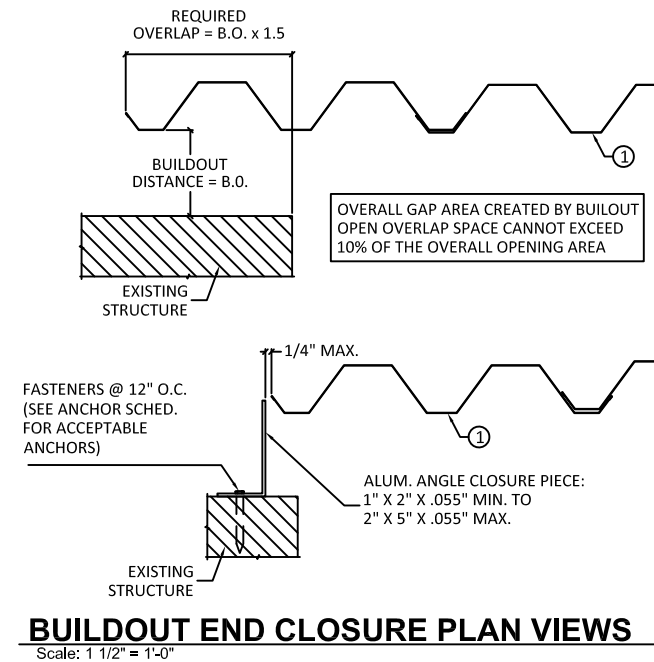 REQUIRED
OVERLAP = B.O. x 1.5
BUILDOUT
DISTANCE = B.0.
1
OVERALL GAP AREA CREATED BY BUILOUT
OPEN OVERLAP SPACE CANNOT EXCEED
10% OF THE OVERALL OPENING AREA
EXISTING
STRUCTURE
1/4" MAX.
FASTENERS @ 12" O.C.
(SEE ANCHOR SCHED.
FOR ACCEPTABLE
ANCHORS)
1
ALUM. ANGLE CLOSURE PIECE:
1" X 2" X .055" MIN. TO
2" X 5" X .055" MAX.
EXISTING
STRUCTURE
BUILDOUT END CLOSURE PLAN VIEWS
Scale: 1 1/2" = 1'-0"